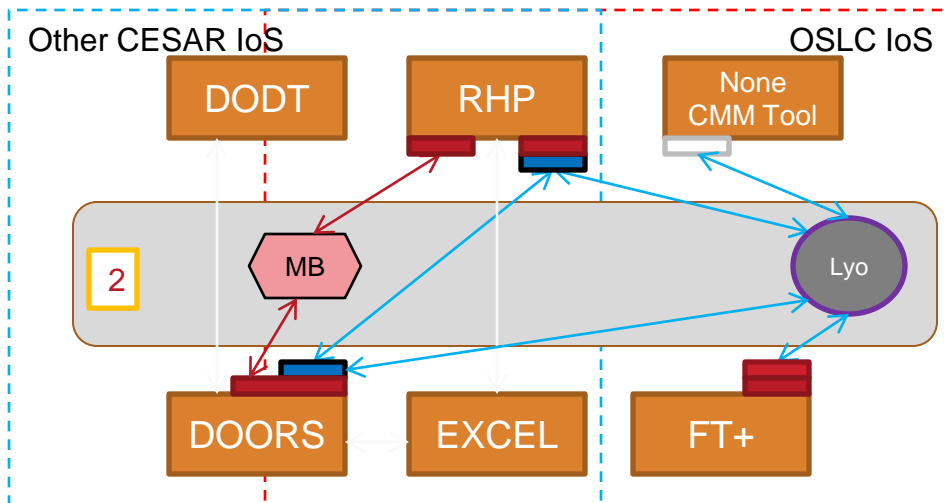 Other CESAR IoS
OSLC IoS
DODT
RHP
None
CMM Tool
2
MB
Lyo
DOORS
EXCEL
FT+